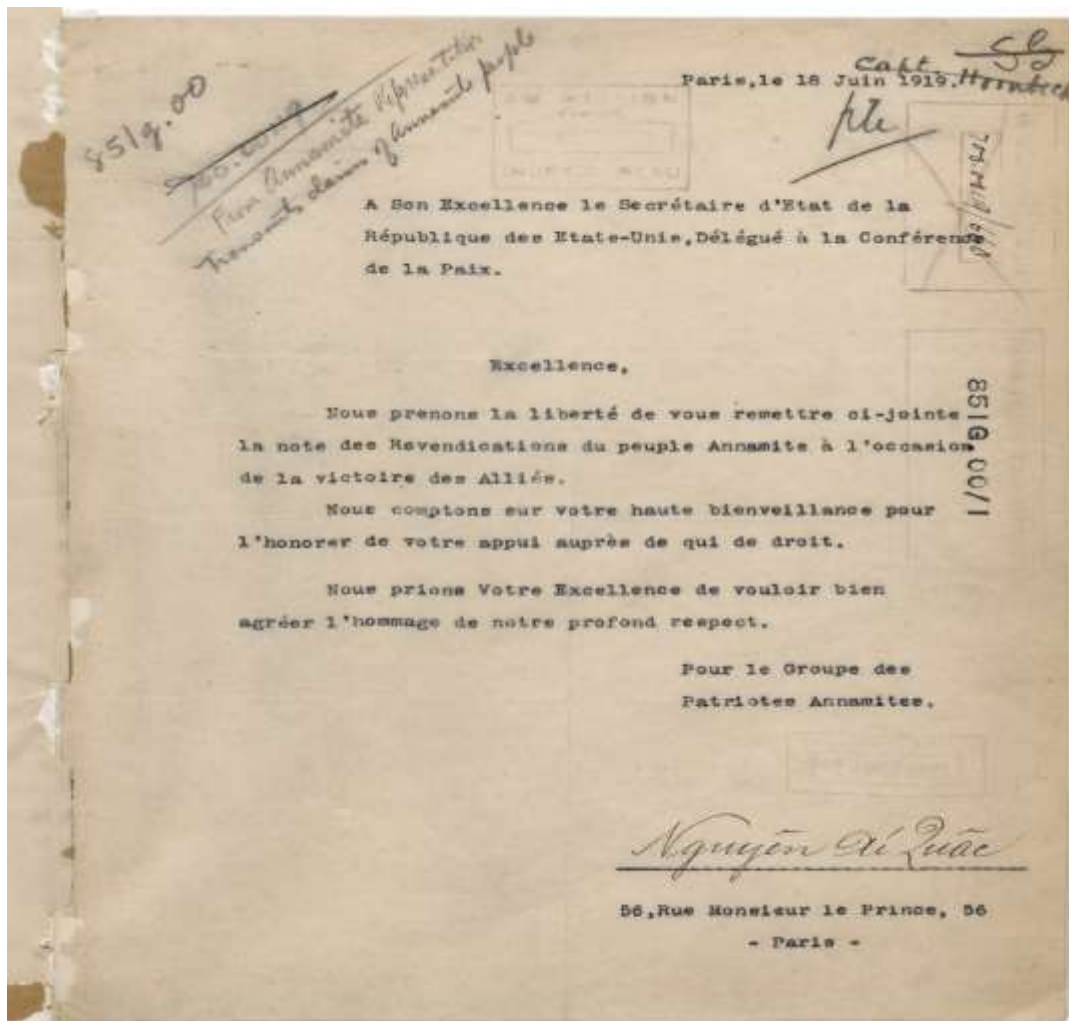 851g.00
From Annamite Representative
Transmits claims of Annamite people
Capt. Hornbeck
Paris,le 18 Juin 1919.
A Son Excellence le Secrétaire d'Etat de la
République des Etats-Unis,Délégué à la Conférence
de la Paix.
Excellence,
Nous prenons la liberté de vous remettre ci-jointe
la note des Revendications du peuple Annamite à l'occasion
de la victoire des Alliés.
851G.00/1
Nous comptons sur votre haute bienveillance pour
l'honorer de votre appui auprès de qui de droit.
Nous prions Votre Excellence de vouloir bien
agréer l'hommage de notre profond respect.
Pour le Groupe des
Patriotes Annamites.
Nguyên Ái Quâc
56,Rue Monsieur le Prince, 56
- Paris -